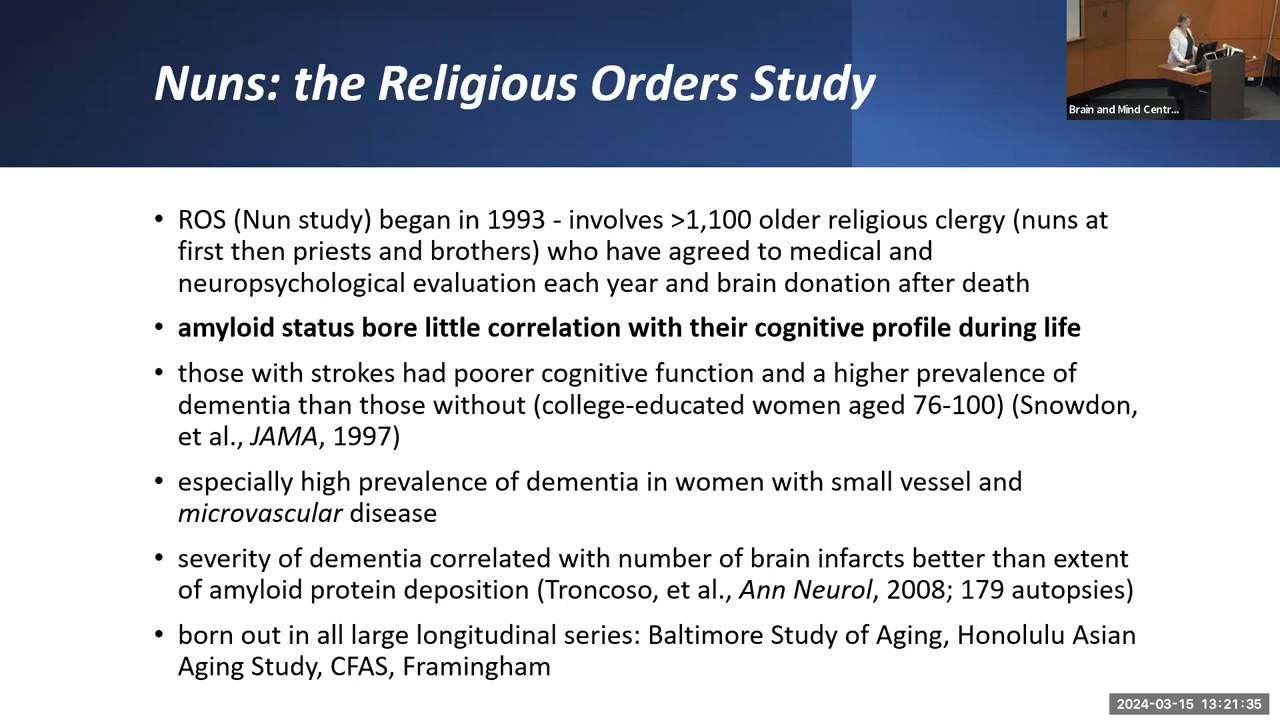 Nuns: the Religious Orders Study
Brain and Mind Centr...
• ROS (Nun study) began in 1993 - involves >1,100 older religious clergy (nuns at
first then priests and brothers) who have agreed to medical and
neuropsychological evaluation each year and brain donation after death
• amyloid status bore little correlation with their cognitive profile during life
• those with strokes had poorer cognitive function and a higher prevalence of
dementia than those without (college-educated women aged 76-100) (Snowdon,
et al., JAMA, 1997)
• especially high prevalence of dementia in women with small vessel and
microvascular disease
• severity of dementia correlated with number of brain infarcts better than extent
of amyloid protein deposition (Troncoso, et al., Ann Neurol, 2008; 179 autopsies)
• born out in all large longitudinal series: Baltimore Study of Aging, Honolulu Asian
Aging Study, CFAS, Framingham
2024-03-15 13:21:35